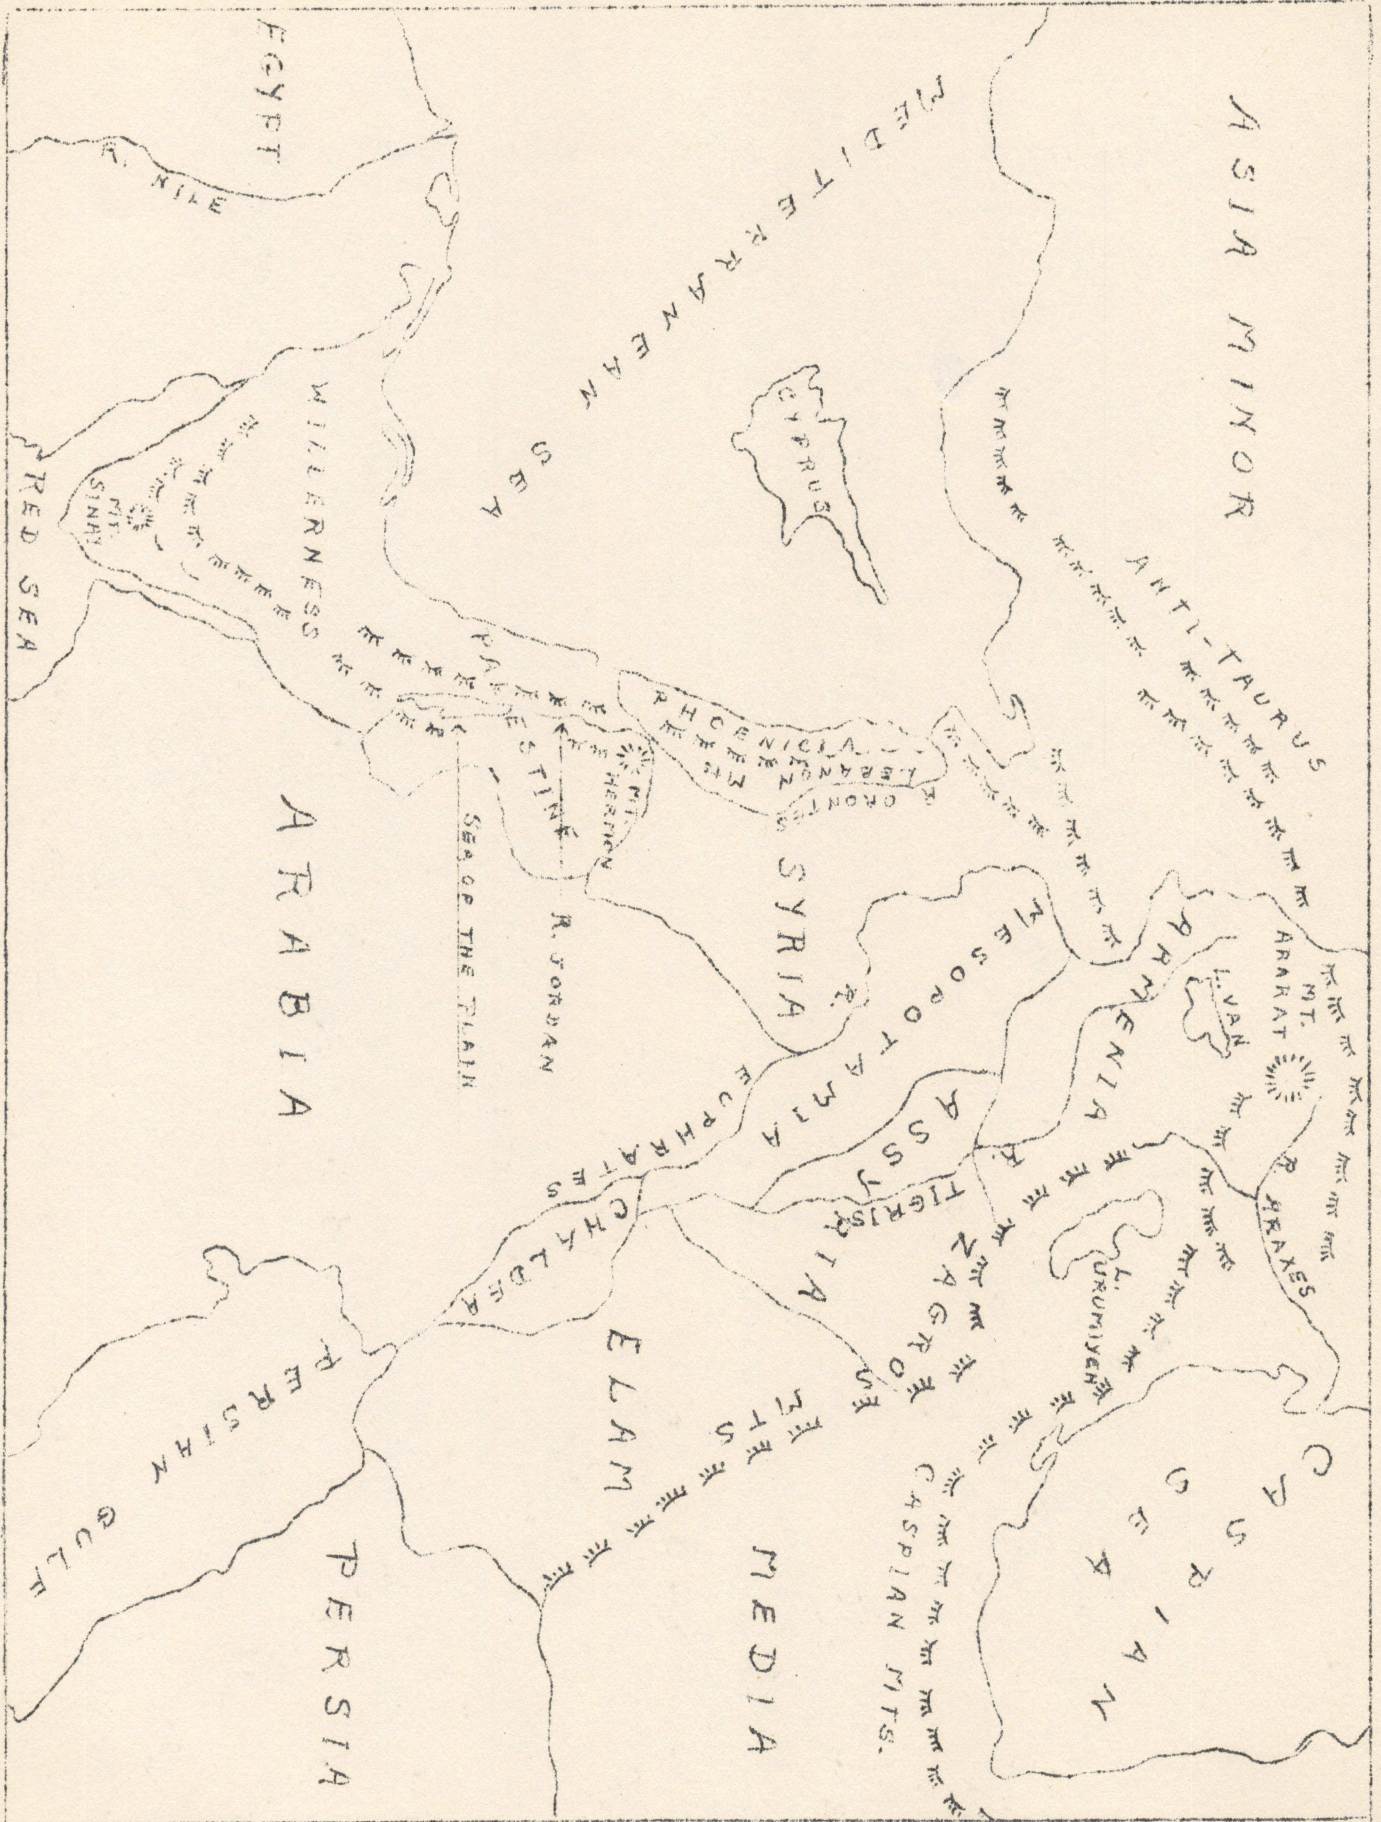 ASIA MINOR
ANTI-TAURUS
MT.
ARARAT
R ARAXES
CASPIAN
SEA
ARMENIA
L. VAN
L.
URUMIYEH
MEDITERRANEAN
SEA
CYPRUS
MESOPOTAMIA
ASSYRIA
R. TIGRIS
ZAGROS
MTS
CASPIAN MTS.
PHOENICIA
LEBANON
R ORONTES
SYRIA
R.
EUPHRATES
MEDIA
MT.
HERMON
PALESTINE
R. JORDAN
SEA OF THE PLAIN
CHALDEA
ELAM
EGYPT
R. NILE
WILLERNESS
ARABIA
PERSIA
MT.
SINAI
RED SEA
PERSIAN GULF